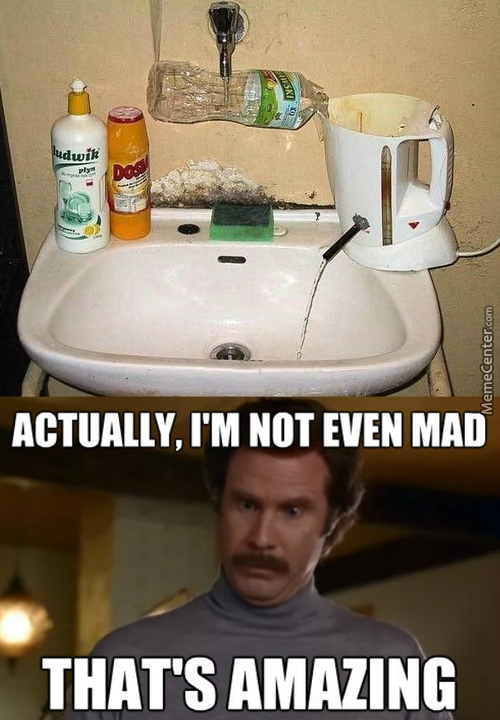 ludwik
płyn
DOSIA
MemeCenter.com
ACTUALLY, I'M NOT EVEN MAD
THAT'S AMAZING